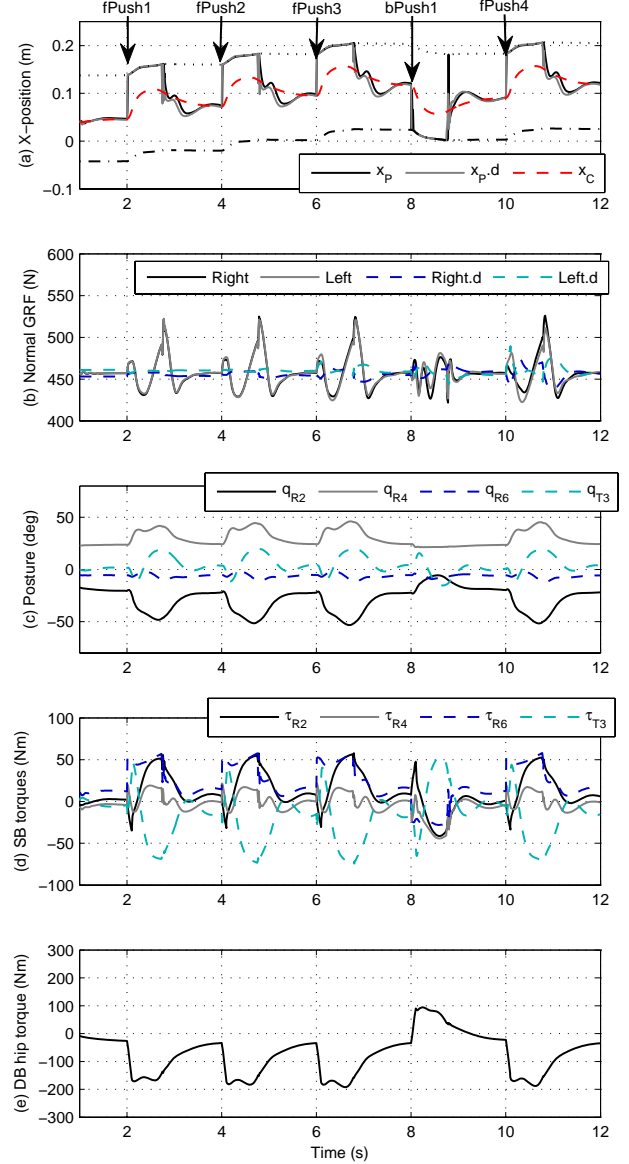 fPush1 fPush2 fPush3 bPush1 fPush4
0.2
0.1
0
−0.1
(a) X−position (m)
x_P x_P.d x_C
2 4 6 8 10 12
600
550
500
450
400
(b) Normal GRF (N)
Right Left Right.d Left.d
2 4 6 8 10 12
50
0
−50
(c) Posture (deg)
q_R2 q_R4 q_R6 q_T3
2 4 6 8 10 12
100
50
0
−50
−100
(d) SB torques (Nm)
τ_R2 τ_R4 τ_R6 τ_T3
2 4 6 8 10 12
300
200
100
0
−100
−200
−300
(e) DB hip torque (Nm)
2 4 6 8 10 12
Time (s)